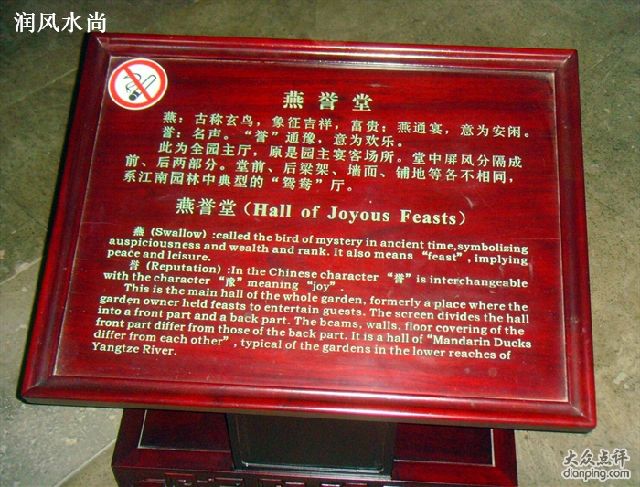 润风水尚
燕誉堂
燕：古称玄鸟，象征吉祥，富贵；燕通宴，意为安闲。
誉：名声。“誉”通豫，意为欢乐。
此为全园主厅，原是园主宴客场所。堂中屏风分隔成
前、后两部分。堂前、后梁架、墙面、铺地等各不相同，
系江南园林中典型的“鸳鸯”厅。
燕誉堂（Hall of Joyous Feasts）
燕 (Swallow) :called the bird of mystery in ancient time,symbolizing
auspiciousness and wealth and rank. It also means “feast”, implying
peace and leisure.
誉 (Reputation) :In the Chinese character “誉” is interchangeable
with the character “豫” meaning “joy”.
This is the main hall of the whole garden, formerly a place where the
garden owner held feasts to entertain guests. The screen divides the hall
into a front part and a back part. The beams, walls, floor covering of the
front part differ from those of the back part. It is a hall of “Mandarin Ducks
differ from each other”, typical of the gardens in the lower reaches of
Yangtze River.
大众点评
dianping.com